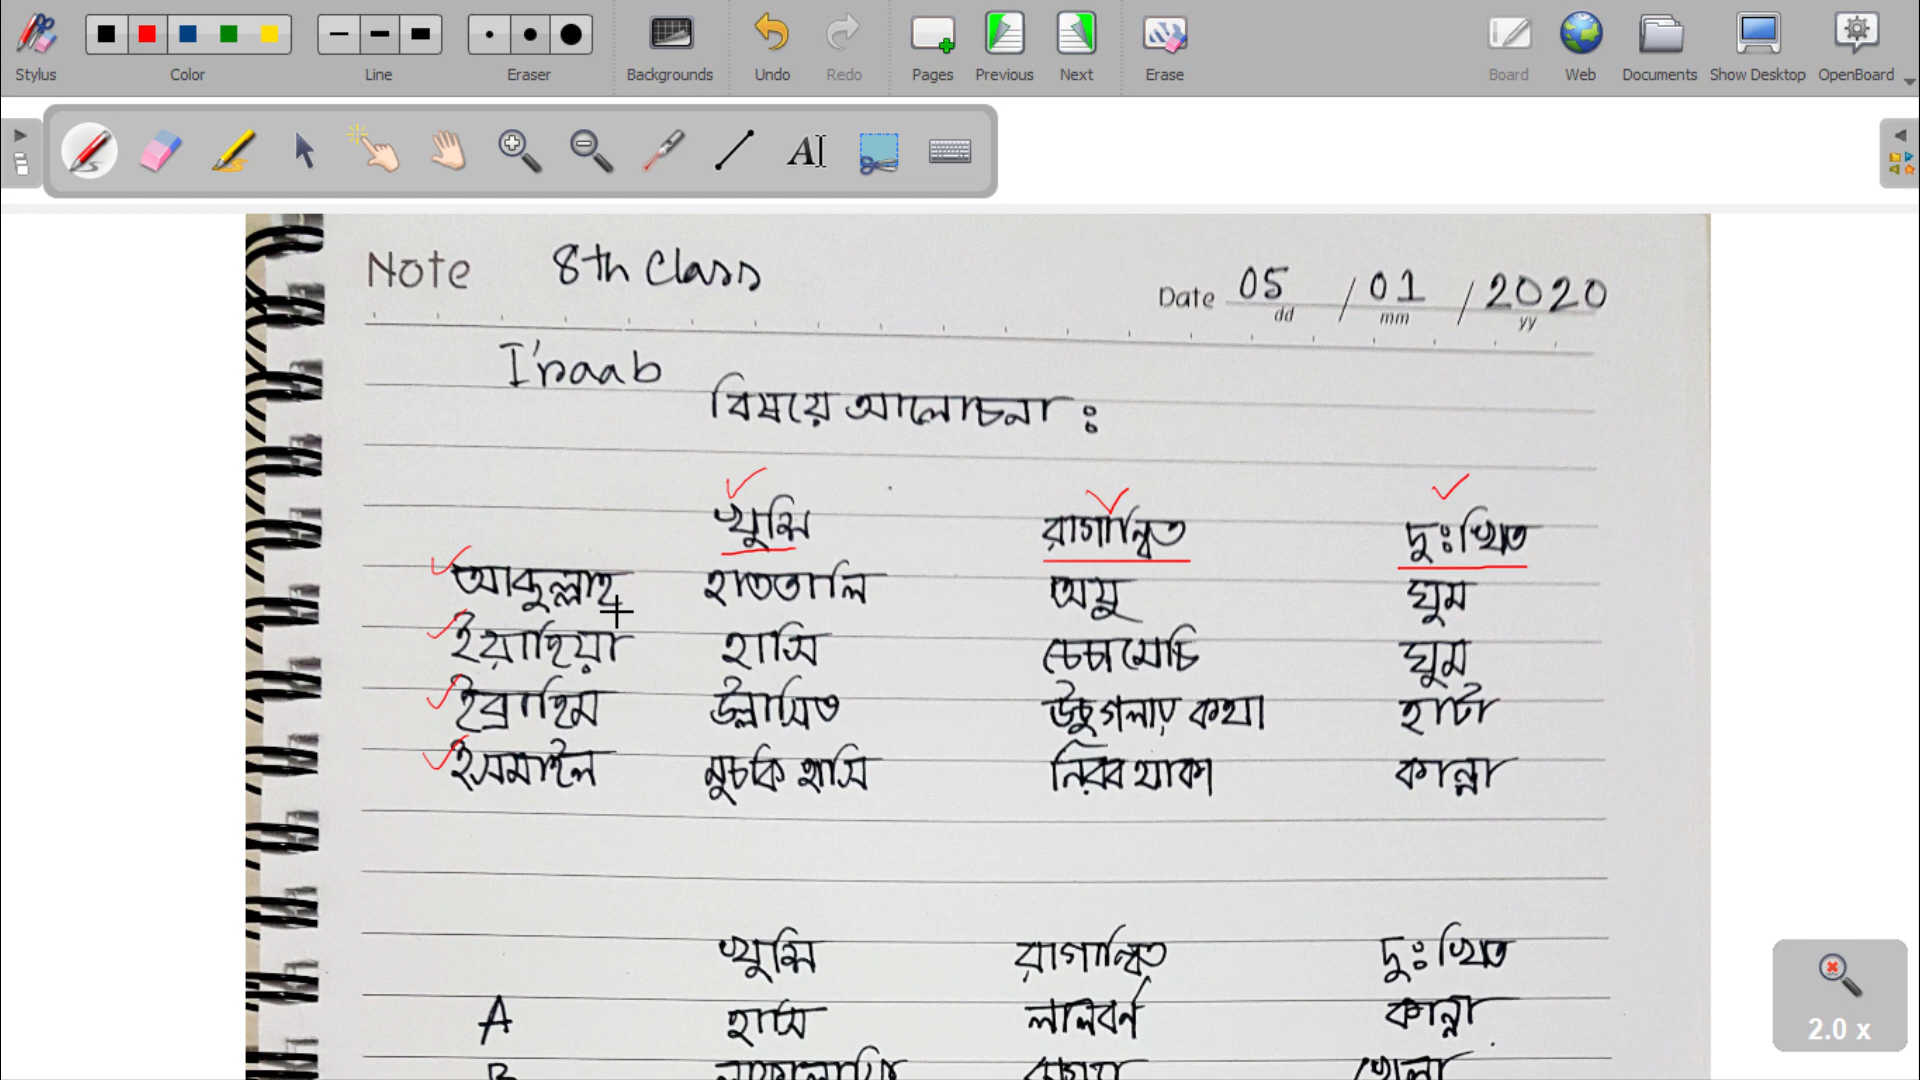 Stylus Color Line Eraser Backgrounds Undo Redo Pages Previous Next Erase Board Web Documents Show Desktop OpenBoard
Note 8th Class
Date 05 / 01 / 2020
dd mm yy
I'raab
বিষয়ে আলোচনা :
খুশি রাগান্বিত দুঃখিত
হাততালি অযু ঘুম
ইয়াহিয়া হাসি চেচামেচি ঘুম
ইব্রাহিম উল্লাসিত উচু গলায় কথা হাটা
ইসমাইল মুচকি হাসি নিরব থাকা কান্না
খুশি রাগান্বিত দুঃখিত
A হাসি লালবর্ণ কান্না
B খেলা
2.0 x